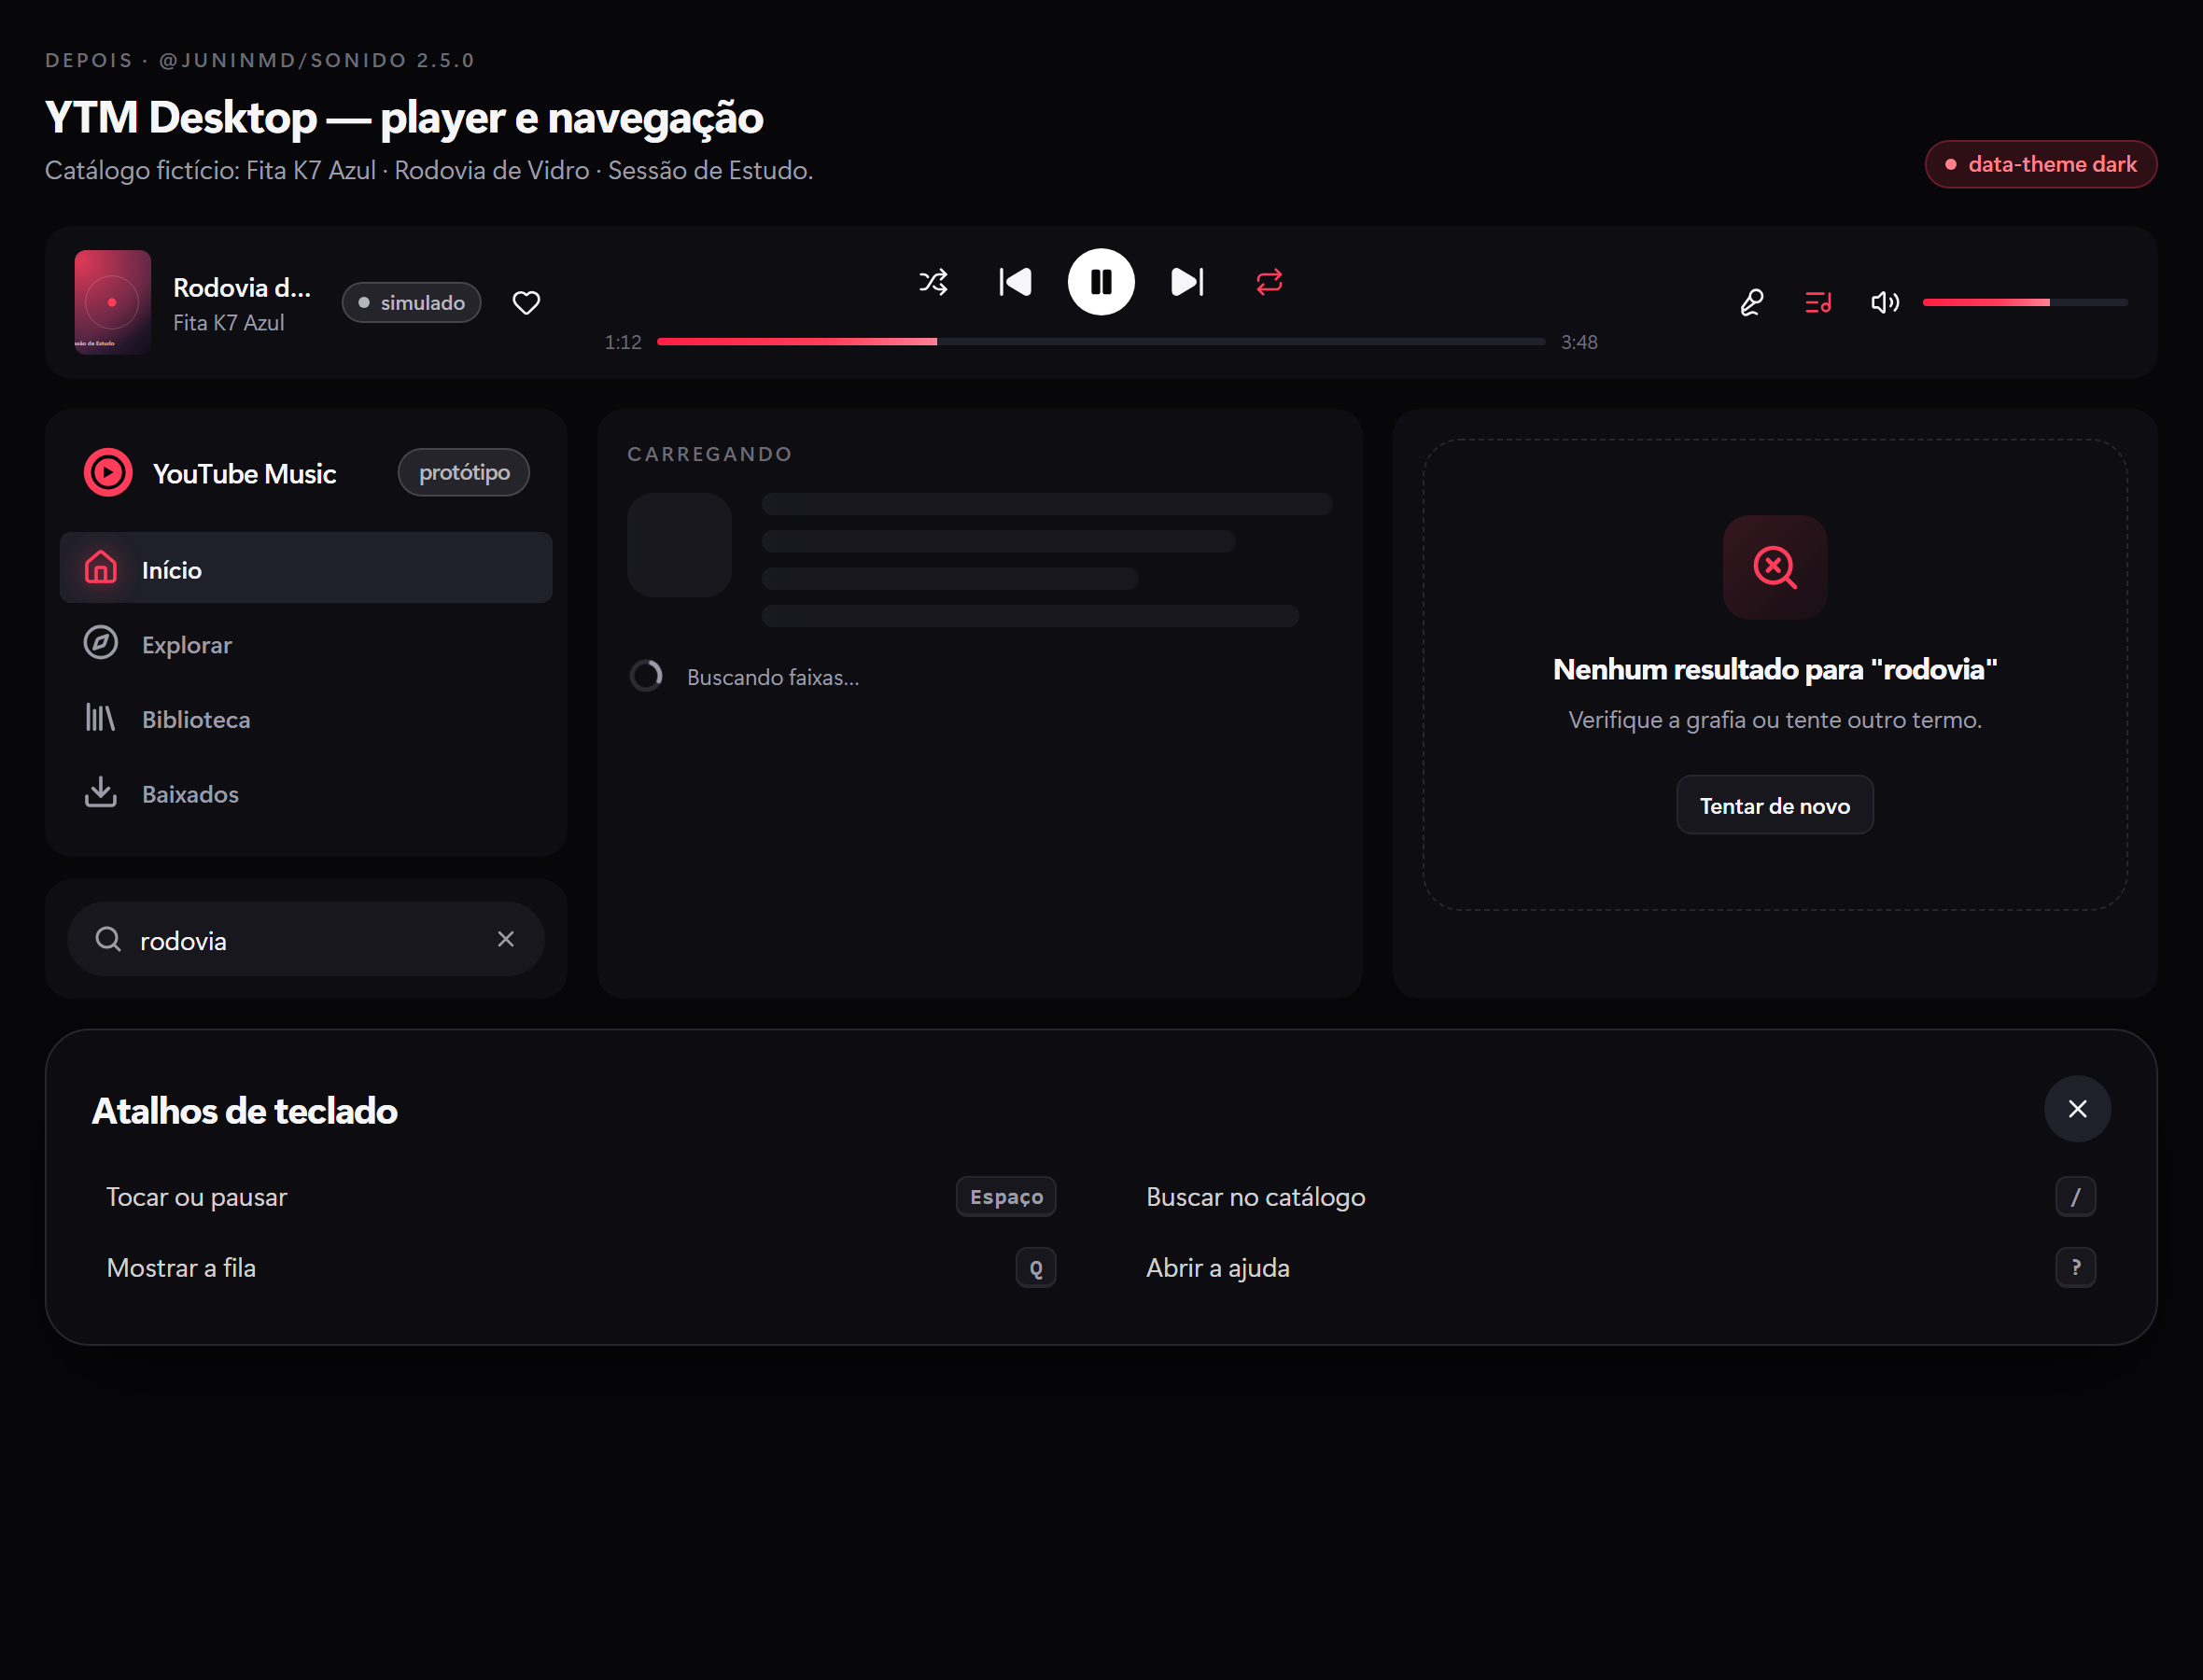 DEPOIS · @JUNINMD/SONIDO 2.5.0
YTM Desktop — player e navegação
Catálogo fictício: Fita K7 Azul · Rodovia de Vidro · Sessão de Estudo.
data-theme dark
Rodovia d...
Fita K7 Azul
simulado
ssão de Estudo
1:12
3:48
YouTube Music
protótipo
Início
Explorar
Biblioteca
Baixados
rodovia
CARREGANDO
Buscando faixas...
Nenhum resultado para "rodovia"
Verifique a grafia ou tente outro termo.
Tentar de novo
Atalhos de teclado
Tocar ou pausar
Espaço
Buscar no catálogo
/
Mostrar a fila
Q
Abrir a ajuda
?